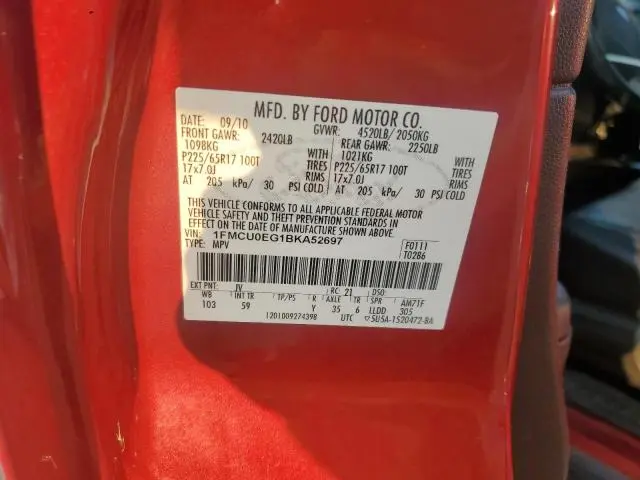 MFD. BY FORD MOTOR CO.
DATE: 09/10 GVWR: 4520LB/ 2050KG
FRONT GAWR: 2420LB REAR GAWR: 2250LB
1098KG WITH 1021KG WITH
P225/65R17 100T TIRES P225/65R17 100T TIRES
17x7.0J RIMS 17x7.0J RIMS
AT 205 kPa/ 30 PSI COLD AT 205 kPa/ 30 PSI COLD
THIS VEHICLE CONFORMS TO ALL APPLICABLE FEDERAL MOTOR
VEHICLE SAFETY AND THEFT PREVENTION STANDARDS IN
EFFECT ON THE DATE OF MANUFACTURE SHOWN ABOVE.
VIN: 1FMCU0EG1BKA52697 F0111
TYPE: MPV T0286
EXT PNT: JV RC: 21 DSO:
WB INT TR TP/PS R AXLE TR SPR AM71F
103 59 Y 35 6 LLDD 305
1201009274398 UTC ▽5U5A-1520472-BA